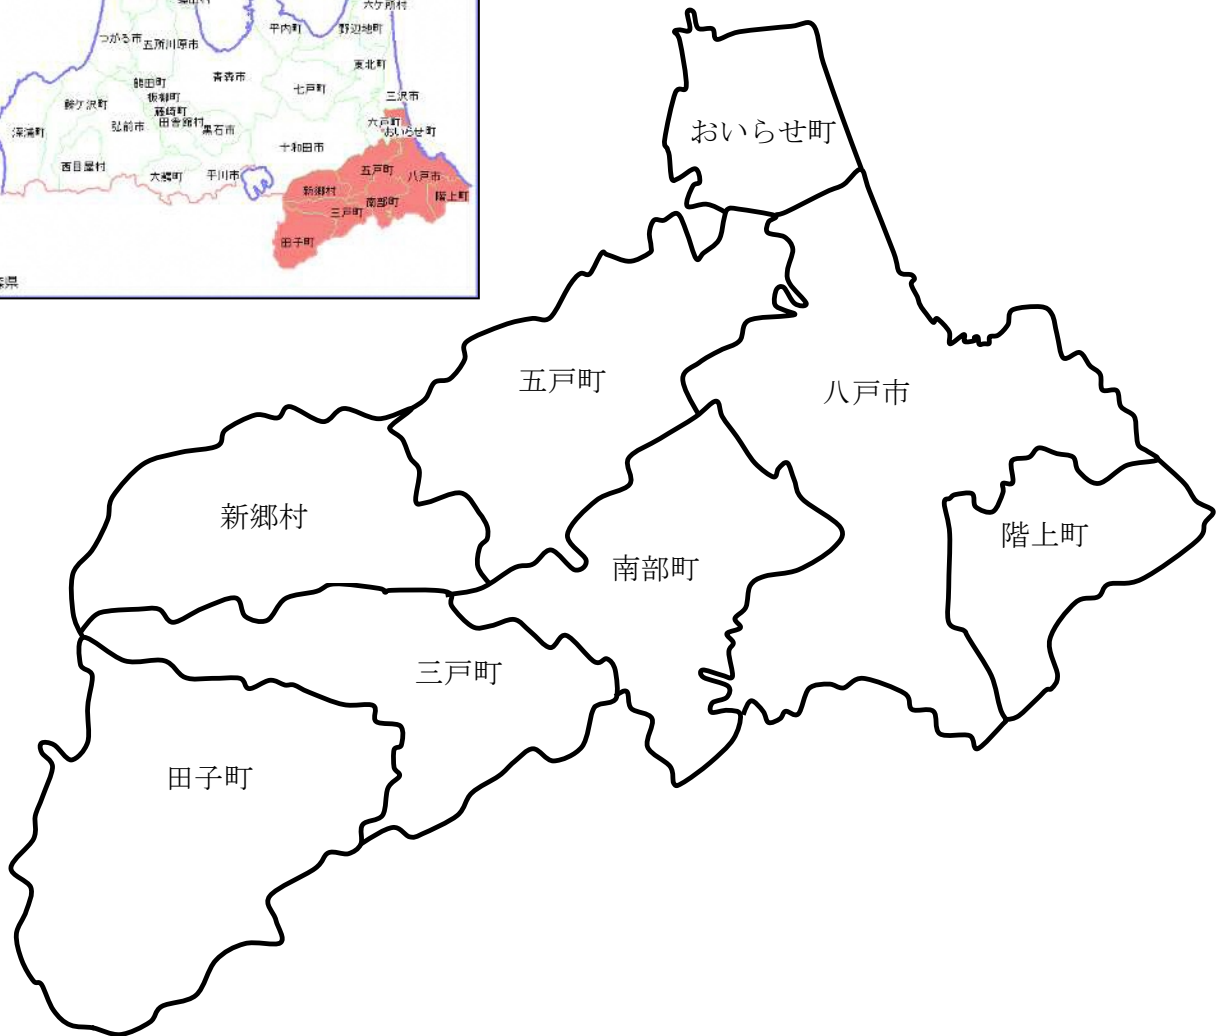 六ケ所村
平内町
野辺地町
つがる市
五所川原市
東北町
青森市
鶴田町
七戸町
板柳町
三沢市
鰺ケ沢町
藤崎町
田舎館村
六戸町
深浦町
弘前市
黒石市
おいらせ町
十和田市
西目屋村
大鰐町
平川市
五戸町
八戸市
新郷村
階上町
南部町
三戸町
田子町
おいらせ町
五戸町
八戸市
新郷村
階上町
南部町
三戸町
田子町